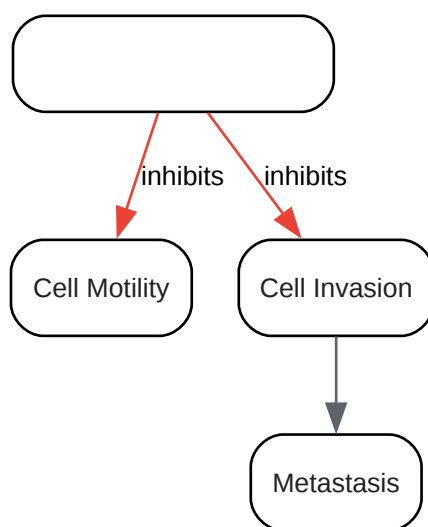 inhibits
inhibits
Cell Motility
Cell Invasion
Metastasis